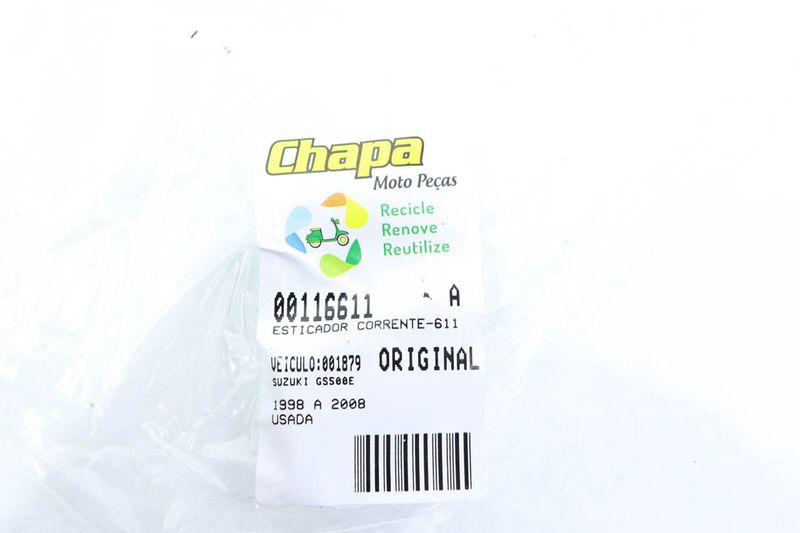 Chapa
Moto Peças
Recicle
Renove
Reutilize
00116611 A
ESTICADOR CORRENTE-611
VEICULO:001879 ORIGINAL
SUZUKI GS500E
1998 A 2008
USADA